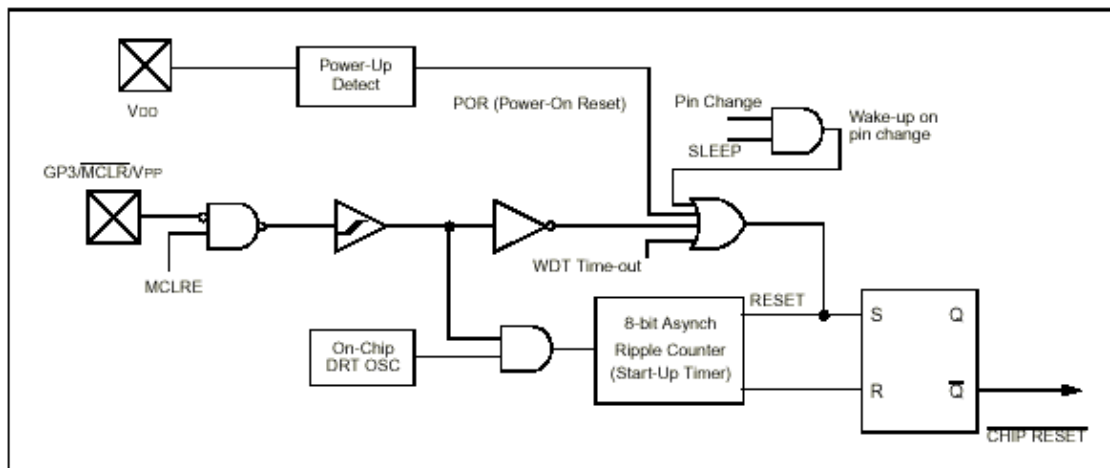 Power-Up
Detect
VDD
POR (Power-On Reset)
Pin Change
SLEEP
Wake-up on
pin change
GP3/MCLR/VPP
MCLRE
WDT Time-out
RESET
On-Chip
DRT OSC
8-bit Asynch
Ripple Counter
(Start-Up Timer)
S
Q
R
Q
CHIP RESET